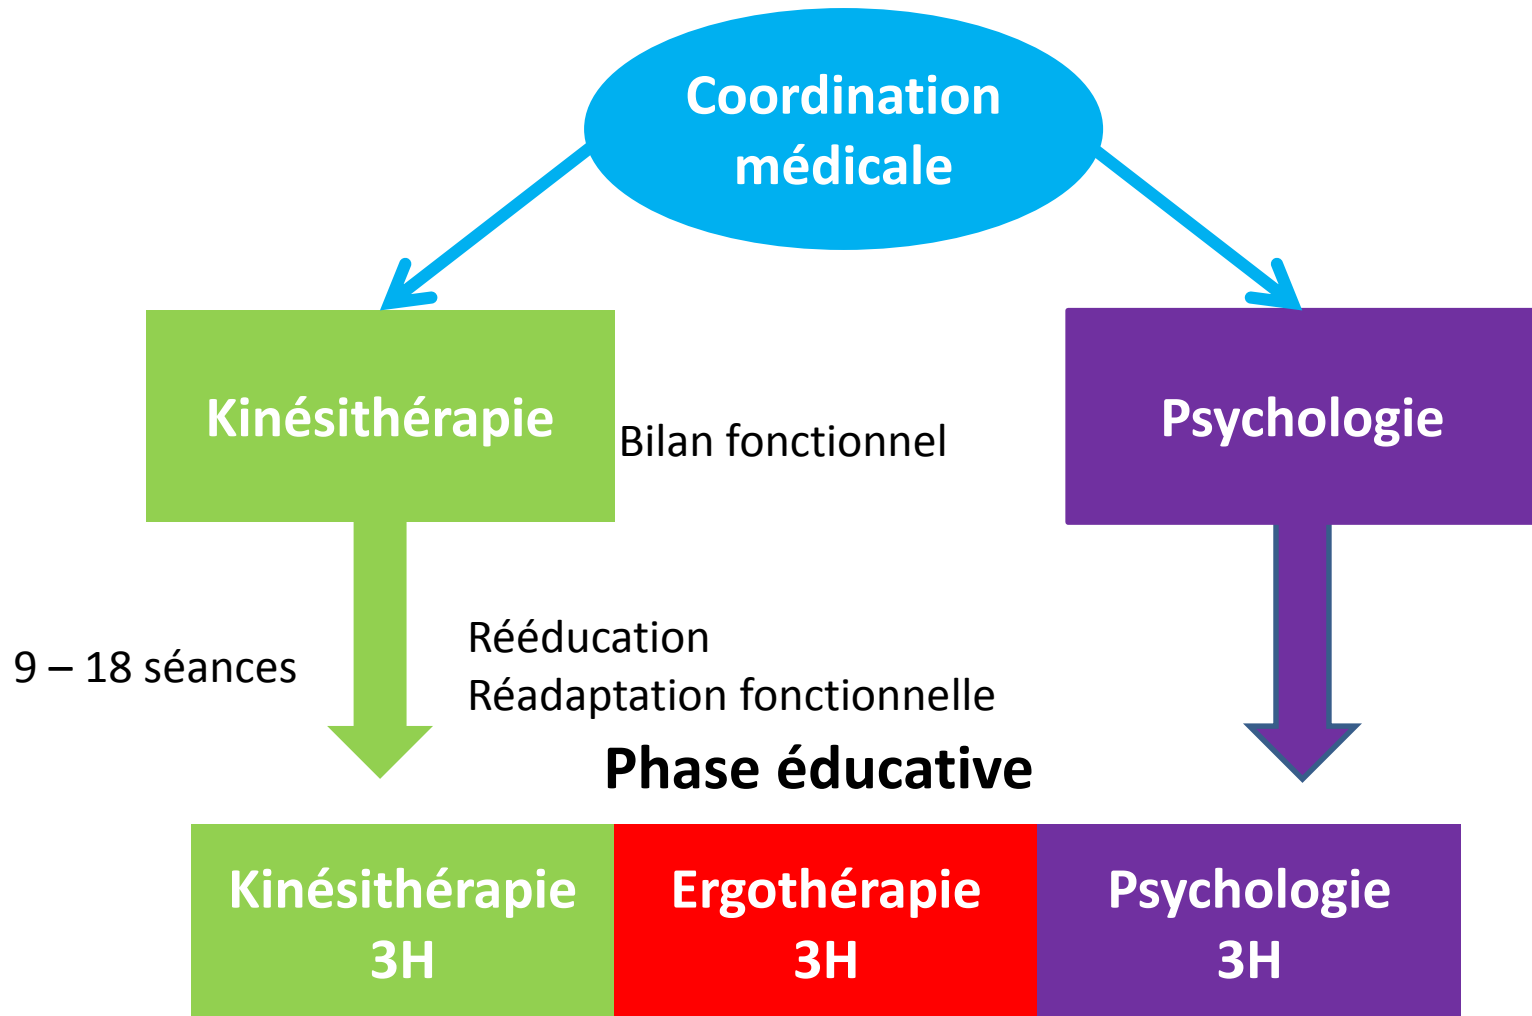 Coordination
médicale
Kinésithérapie
Bilan fonctionnel
Psychologie
9 – 18 séances
Rééducation
Réadaptation fonctionnelle
Phase éducative
Kinésithérapie
3H
Ergothérapie
3H
Psychologie
3H